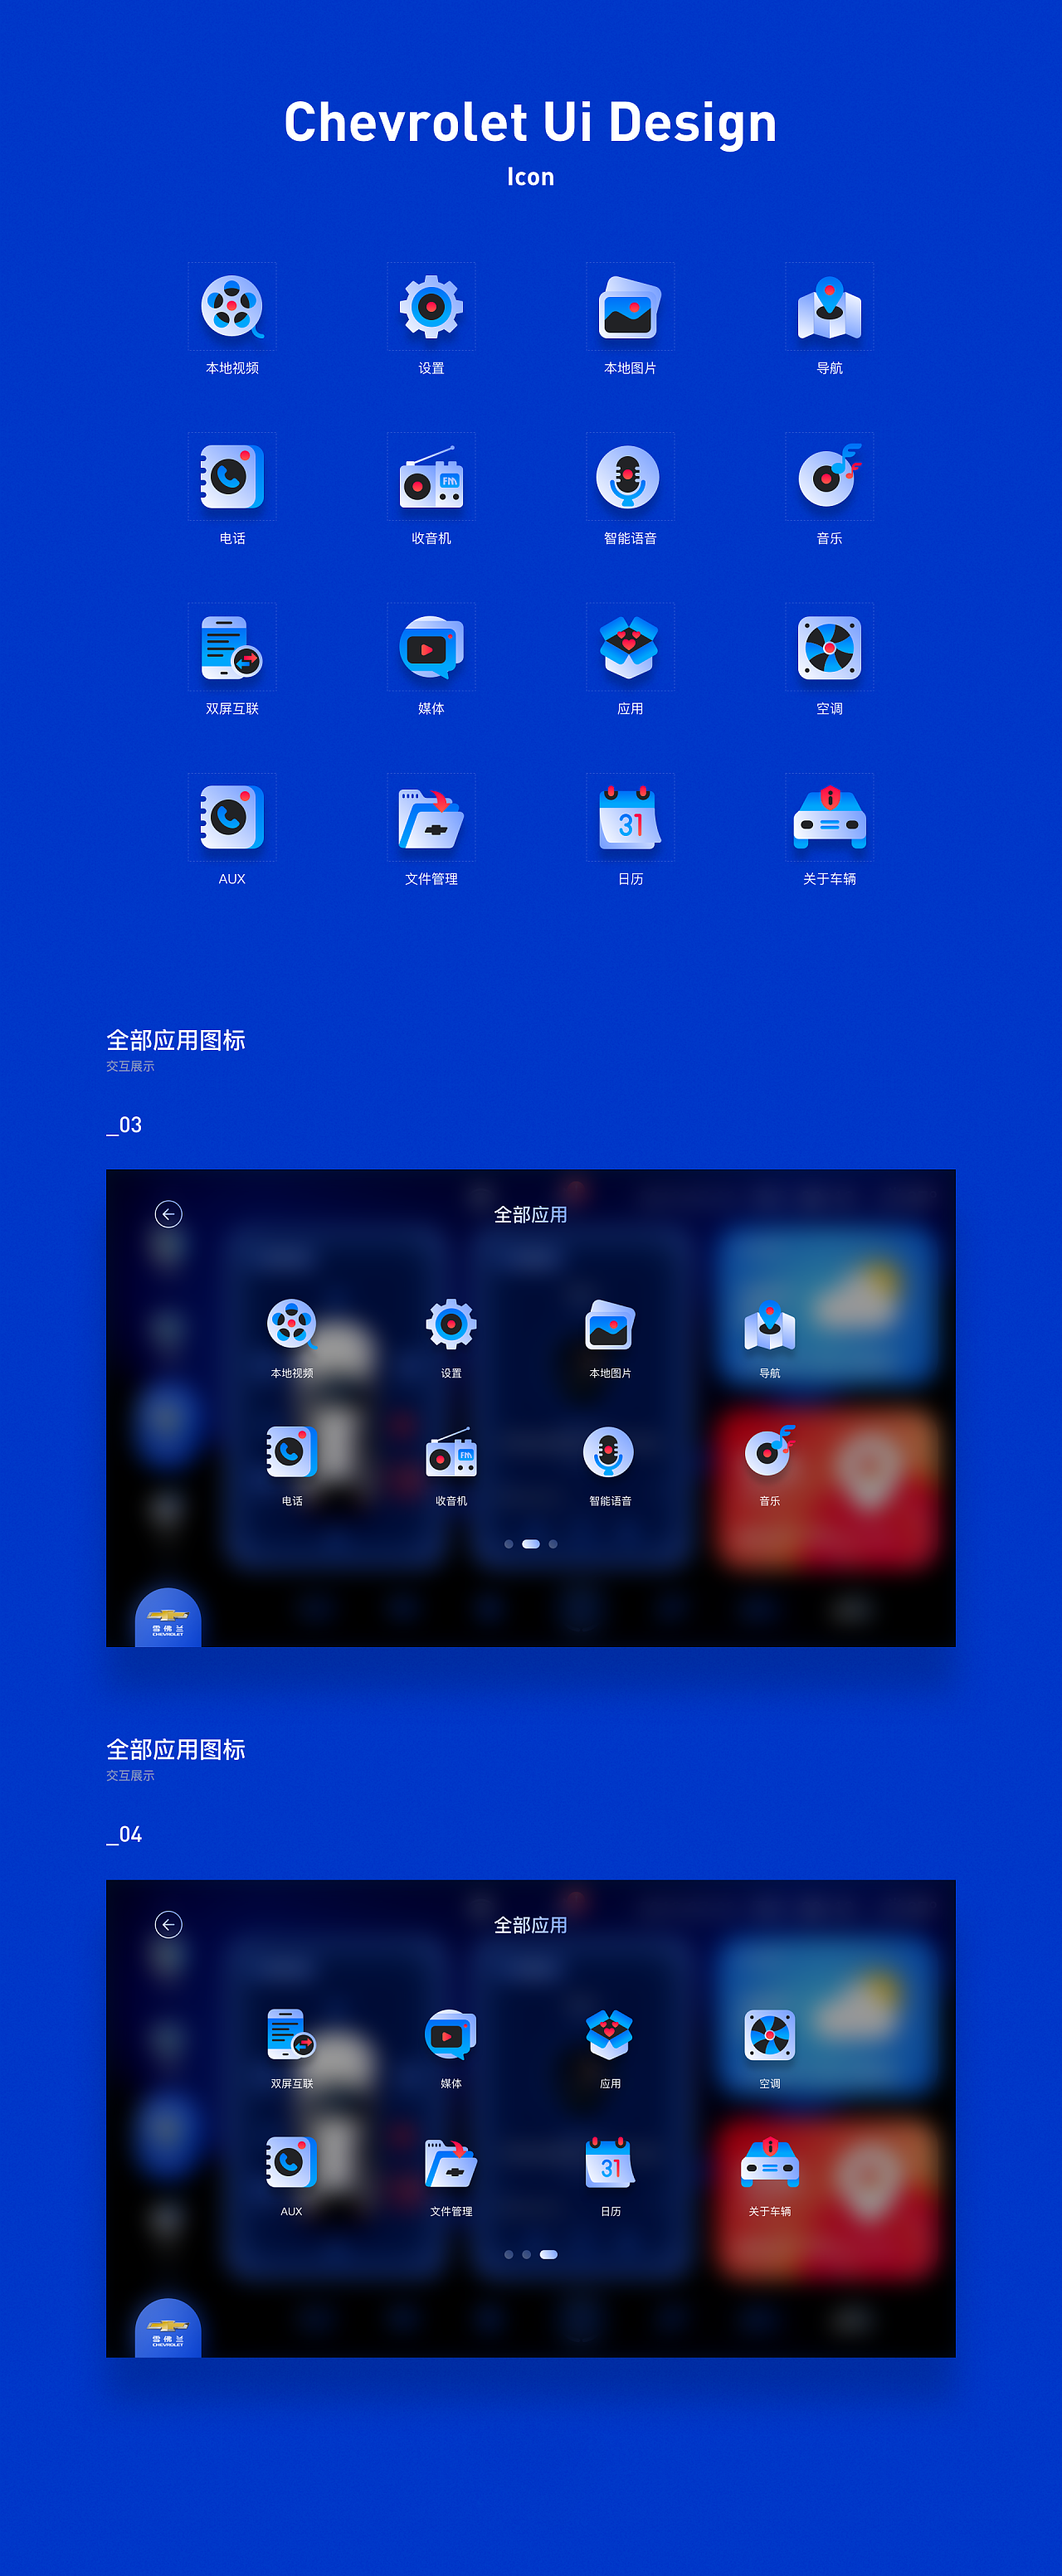 Chevrolet Ui Design
Icon
本地视频
设置
本地图片
导航
FM
电话
收音机
智能语音
音乐
双屏互联
媒体
应用
空调
31
AUX
文件管理
日历
关于车辆
全部应用图标
交互展示
_03
全部应用
本地视频
设置
本地图片
导航
FM
电话
收音机
智能语音
音乐
雪佛兰
CHEVROLET
全部应用图标
交互展示
_04
全部应用
双屏互联
媒体
应用
空调
31
AUX
文件管理
日历
关于车辆
雪佛兰
CHEVROLET